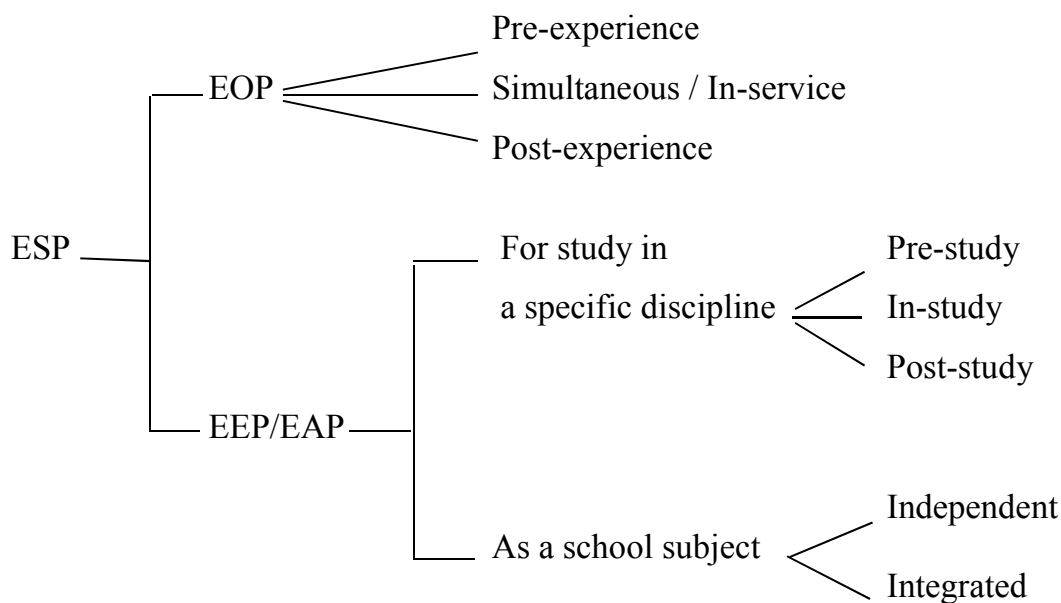 Pre-experience
EOP
Simultaneous / In-service
Post-experience
ESP
For study in
a specific discipline
Pre-study
In-study
Post-study
EEP/EAP
As a school subject
Independent
Integrated